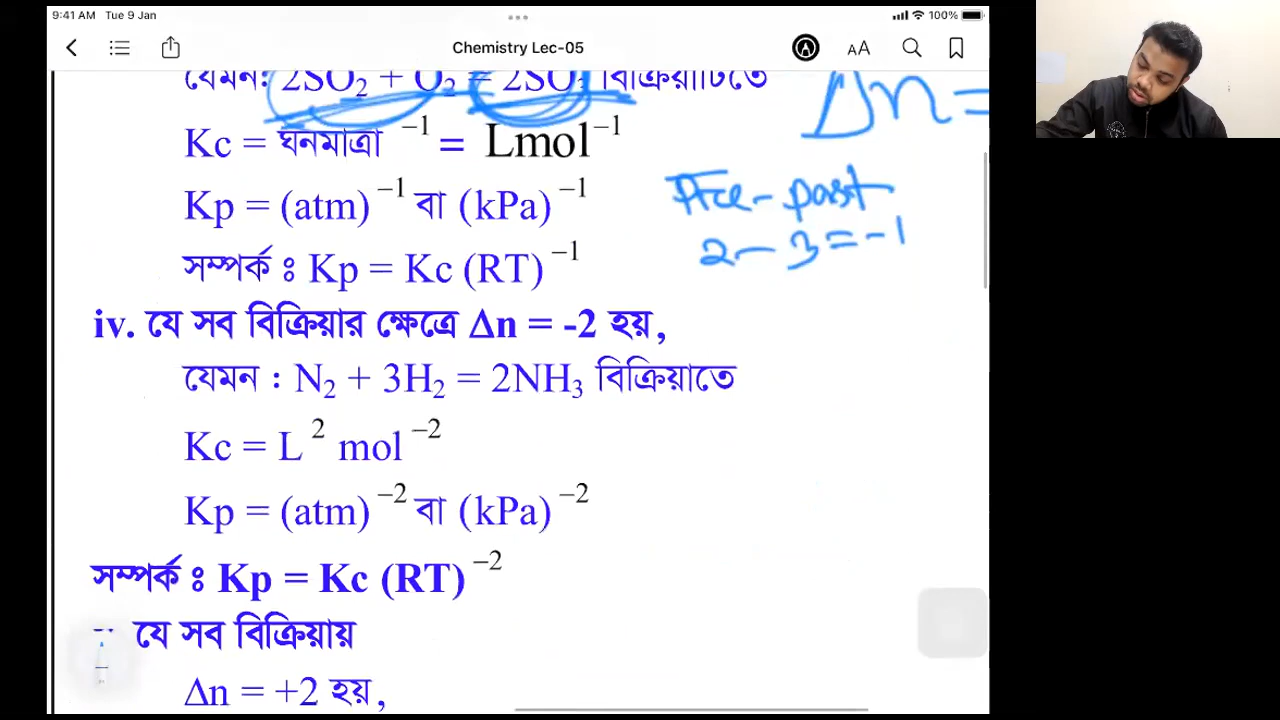 9:41 AM Tue 9 Jan
100%
Chemistry Lec-05
AA
যেমন: 2SO₂ + O₂ = 2SO₃ বিক্রিয়াটিতে
Δn =
Kc = ঘনমাত্রা ⁻¹ = Lmol⁻¹
Kp = (atm) ⁻¹ বা (kPa) ⁻¹
2 - 3 = -1
সম্পর্ক ঃ Kp = Kc (RT) ⁻¹
iv. যে সব বিক্রিয়ার ক্ষেত্রে Δn = -2 হয়,
যেমন : N₂ + 3H₂ = 2NH₃ বিক্রিয়াতে
Kc = L ² mol ⁻²
Kp = (atm) ⁻² বা (kPa) ⁻²
সম্পর্ক ঃ Kp = Kc (RT) ⁻²
যে সব বিক্রিয়ায়
Δn = +2 হয়,